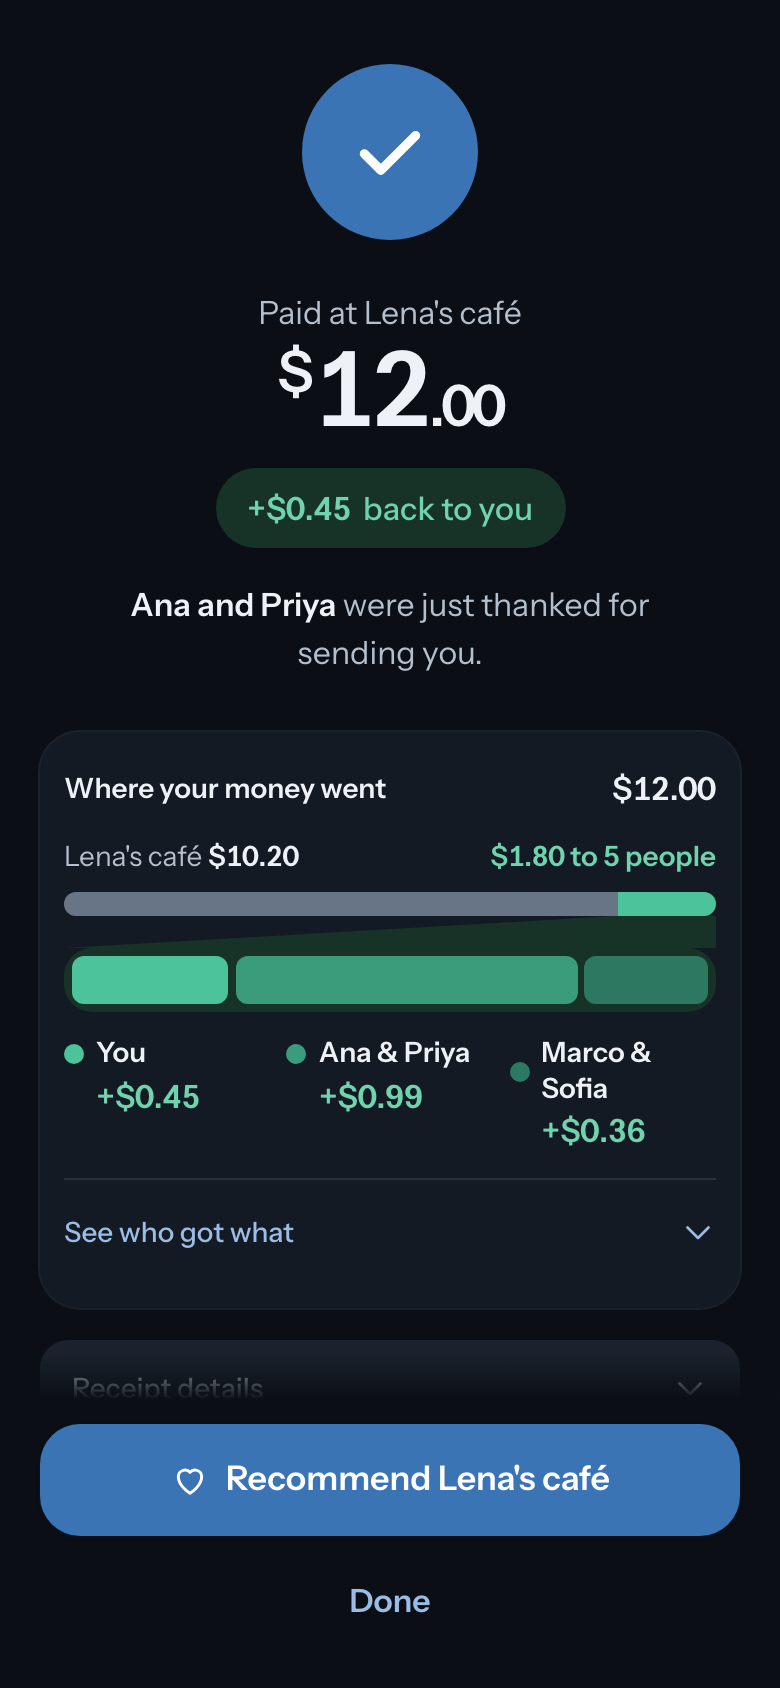 Paid at Lena's café
$12.00
+$0.45 back to you
Ana and Priya were just thanked for
sending you.
Where your money went $12.00
Lena's café $10.20 $1.80 to 5 people
You
+$0.45
Ana & Priya
+$0.99
Marco &
Sofia
+$0.36
See who got what
Receipt details
Recommend Lena's café
Done